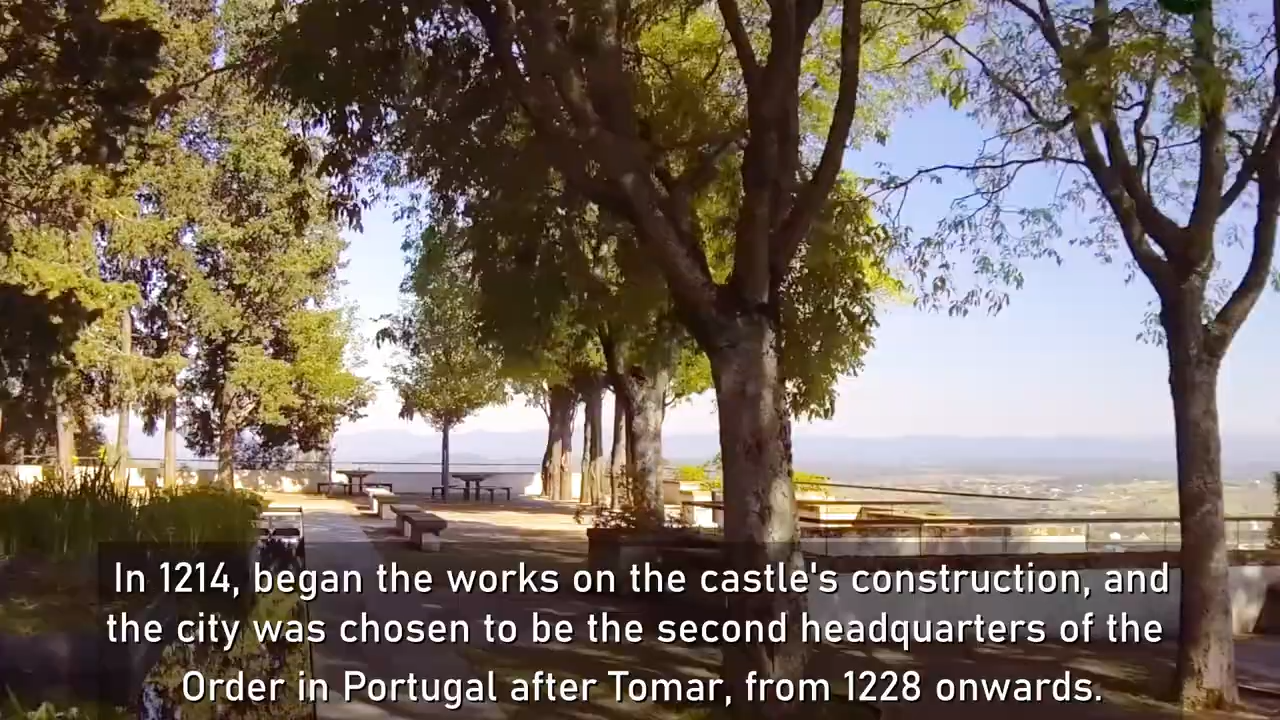 In 1214, began the works on the castle's construction, and
the city was chosen to be the second headquarters of the
Order in Portugal after Tomar, from 1228 onwards.